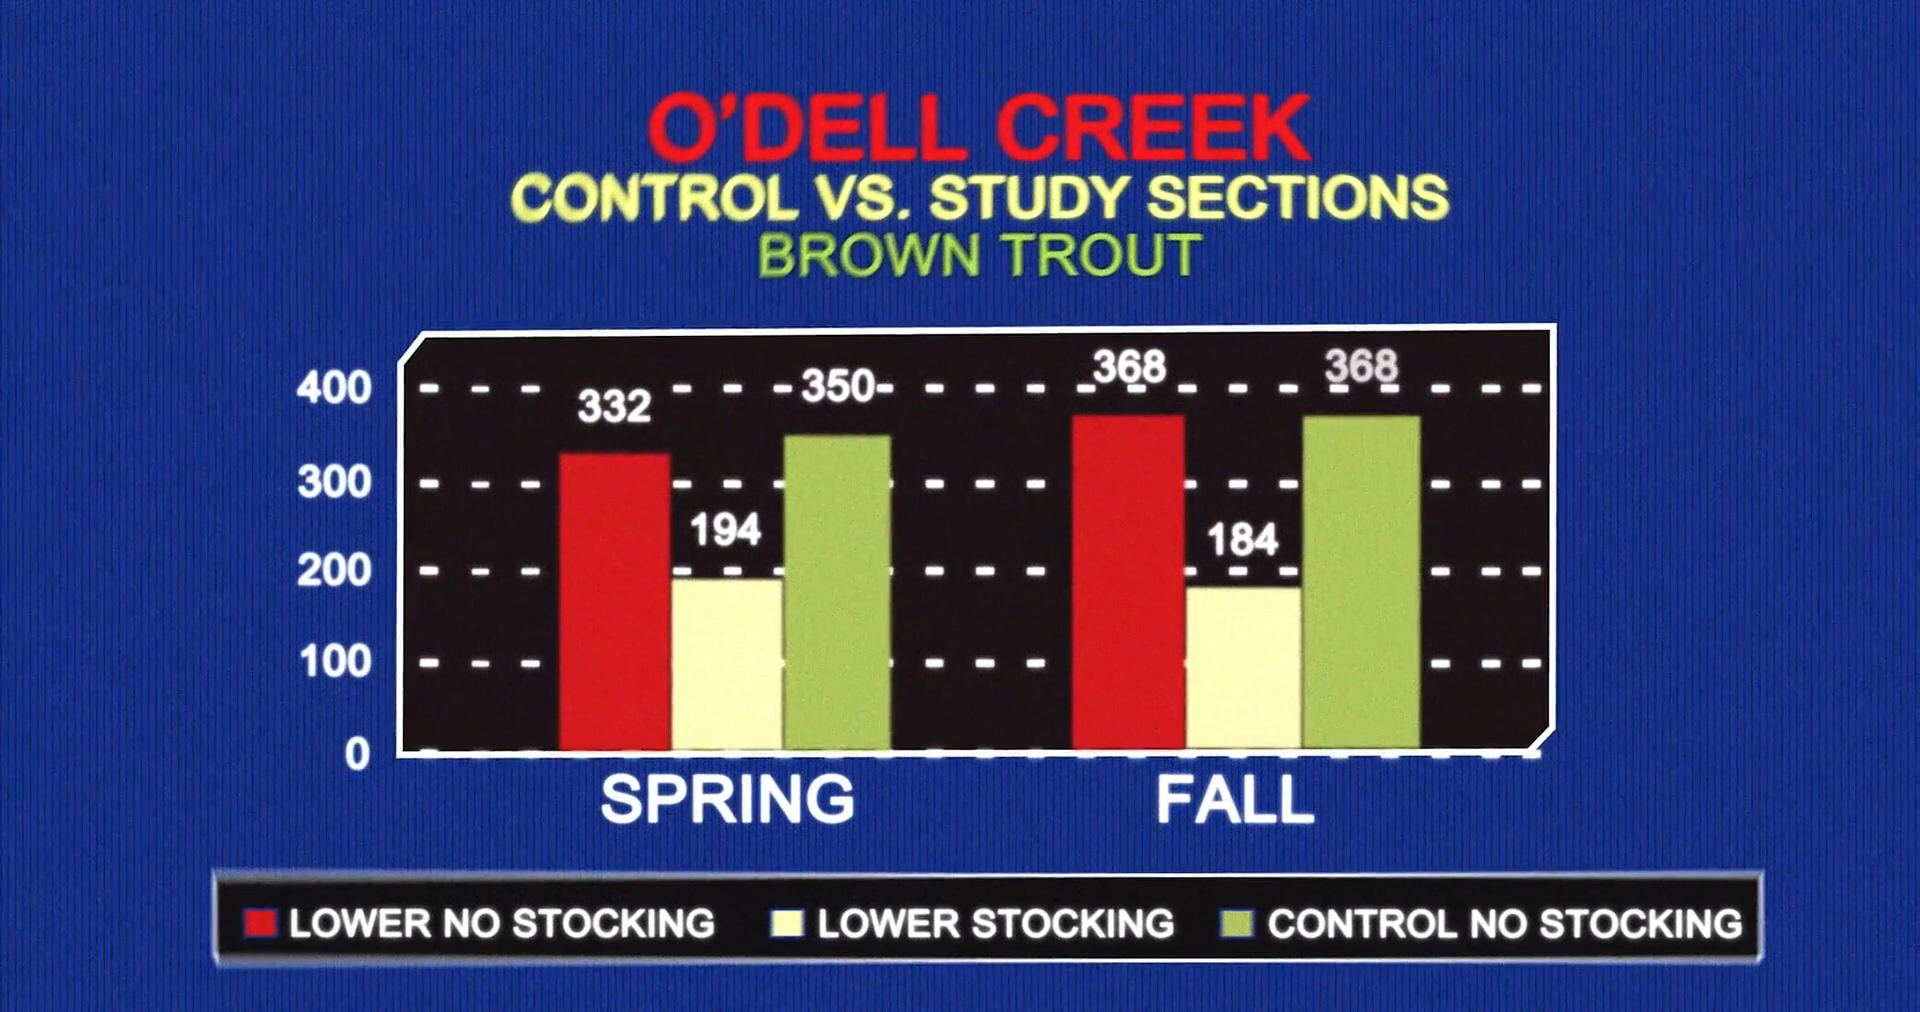 O'DELL CREEK
CONTROL VS. STUDY SECTIONS
BROWN TROUT
400
300
200
100
0
332
194
350
368
184
368
SPRING
FALL
LOWER NO STOCKING
LOWER STOCKING
CONTROL NO STOCKING